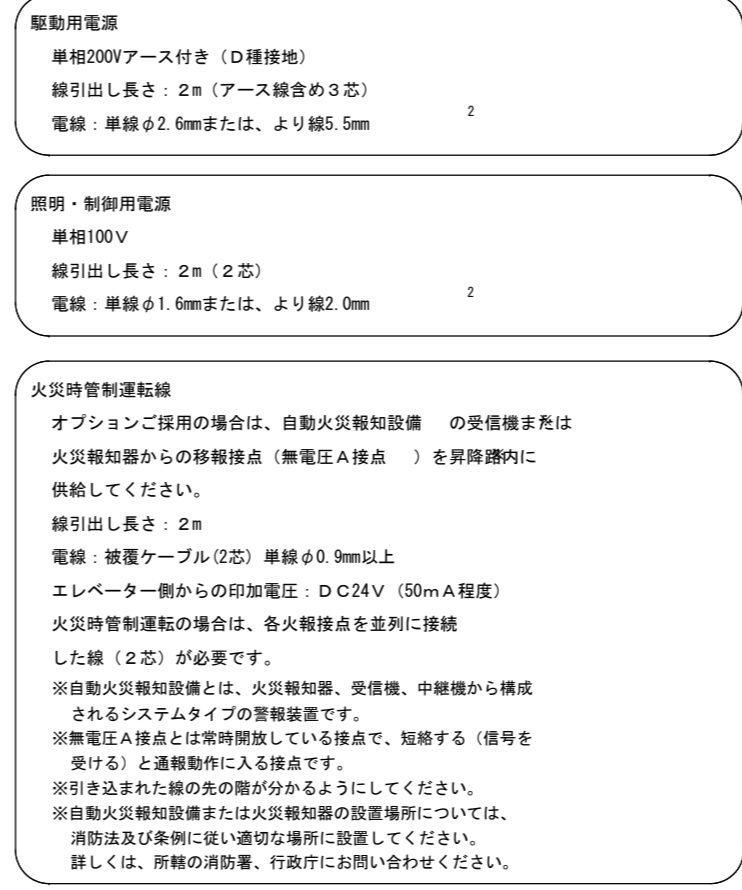 駆動用電源
単相200Vアース付き（Ｄ種接地）
線引出し長さ：２ｍ（アース線含め３芯）
電線：単線φ2.6mmまたは、より線5.5mm 2
照明・制御用電源
単相100Ｖ
線引出し長さ：２ｍ（２芯）
電線：単線φ1.6mmまたは、より線2.0mm 2
火災時管制運転線
オプションご採用の場合は、自動火災報知設備　の受信機または
火災報知器からの移報接点（無電圧Ａ接点　）を昇降路内に
供給してください。
線引出し長さ：２ｍ
電線：被覆ケーブル(2芯) 単線φ0.9mm以上
エレベーター側からの印加電圧：ＤＣ24Ｖ（50ｍＡ程度）
火災時管制運転の場合は、各火報接点を並列に接続
した線（２芯）が必要です。
※自動火災報知設備とは、火災報知器、受信機、中継機から構成
されるシステムタイプの警報装置です。
※無電圧Ａ接点とは常時開放している接点で、短絡する（信号を
受ける）と通報動作に入る接点です。
※引き込まれた線の先の階が分かるようにしてください。
※自動火災報知設備または火災報知器の設置場所については、
消防法及び条例に従い適切な場所に設置してください。
詳しくは、所轄の消防署、行政庁にお問い合わせください。